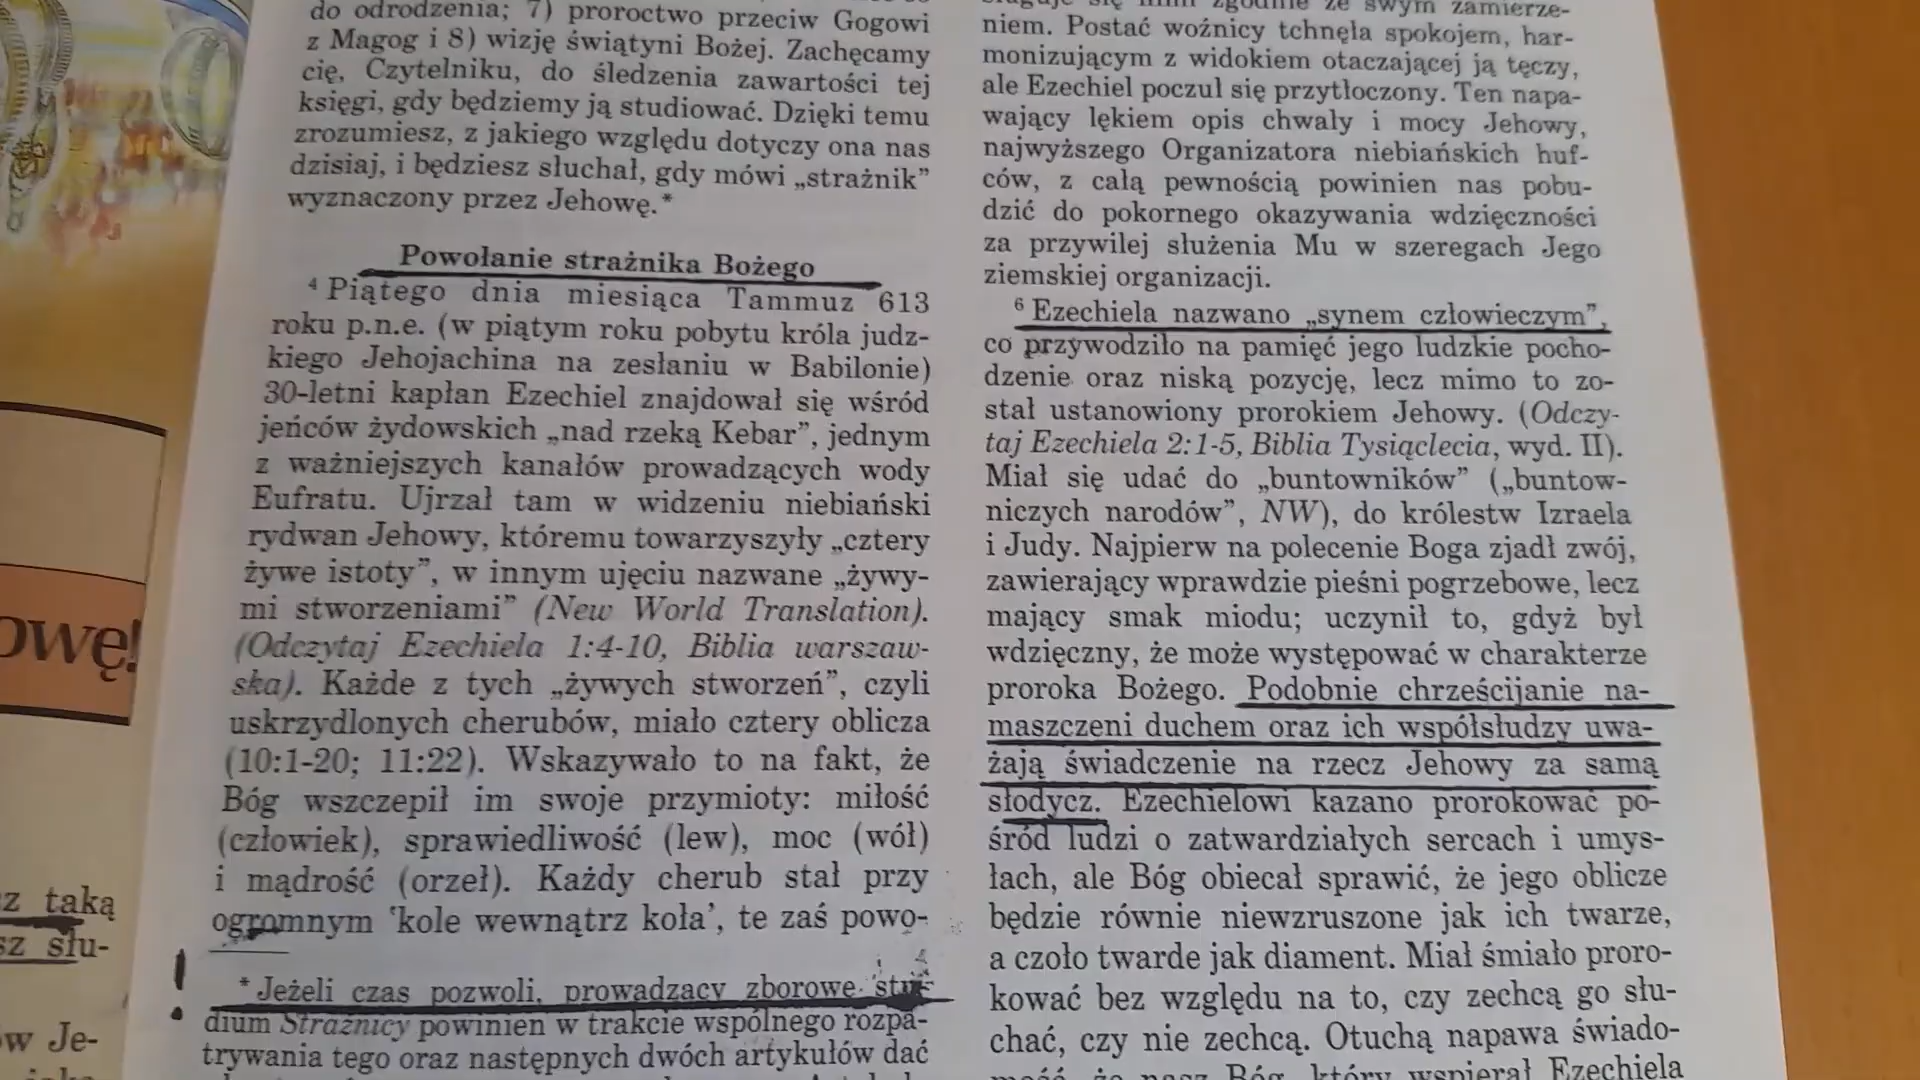 do odrodzenia; 7) proroctwo przeciw Gogowi
z Magog i 8) wizję świątyni Bożej. Zachęcamy
cię, Czytelniku, do śledzenia zawartości tej
księgi, gdy będziemy ją studiować. Dzięki temu
zrozumiesz, z jakiego względu dotyczy ona nas
dzisiaj, i będziesz słuchał, gdy mówi „strażnik”
wyznaczony przez Jehowę.*
Powołanie strażnika Bożego
⁴ Piątego dnia miesiąca Tammuz 613
roku p.n.e. (w piątym roku pobytu króla judz-
kiego Jehojachina na zesłaniu w Babilonie)
30-letni kapłan Ezechiel znajdował się wśród
jeńców żydowskich „nad rzeką Kebar”, jednym
z ważniejszych kanałów prowadzących wody
Eufratu. Ujrzał tam w widzeniu niebiański
rydwan Jehowy, któremu towarzyszyły „cztery
żywe istoty”, w innym ujęciu nazwane „żywy-
mi stworzeniami” (New World Translation).
(Odczytaj Ezechiela 1:4-10, Biblia warszaw-
ska). Każde z tych „żywych stworzeń”, czyli
uskrzydlonych cherubów, miało cztery oblicza
(10:1-20; 11:22). Wskazywało to na fakt, że
Bóg wszczepił im swoje przymioty: miłość
(człowiek), sprawiedliwość (lew), moc (wół)
i mądrość (orzeł). Każdy cherub stał przy
ogromnym ‘kole wewnątrz koła’, te zaś powo-
! * Jeżeli czas pozwoli, prowadzący zborowe stu-
dium Strażnicy powinien w trakcie wspólnego rozpa-
trywania tego oraz następnych dwóch artykułów dać
się nimi zgodnie ze swym zamierze-
niem. Postać woźnicy tchnęła spokojem, har-
monizującym z widokiem otaczającej ją tęczy,
ale Ezechiel poczuł się przytłoczony. Ten napa-
wający lękiem opis chwały i mocy Jehowy,
najwyższego Organizatora niebiańskich huf-
ców, z całą pewnością powinien nas pobu-
dzić do pokornego okazywania wdzięczności
za przywilej służenia Mu w szeregach Jego
ziemskiej organizacji.
⁶ Ezechiela nazwano „synem człowieczym”,
co przywodziło na pamięć jego ludzkie pocho-
dzenie oraz niską pozycję, lecz mimo to zo-
stał ustanowiony prorokiem Jehowy. (Odczy-
taj Ezechiela 2:1-5, Biblia Tysiąclecia, wyd. II).
Miał się udać do „buntowników” („buntow-
niczych narodów”, NW), do królestw Izraela
i Judy. Najpierw na polecenie Boga zjadł zwój,
zawierający wprawdzie pieśni pogrzebowe, lecz
mający smak miodu; uczynił to, gdyż był
wdzięczny, że może występować w charakterze
proroka Bożego. Podobnie chrześcijanie na-
maszczeni duchem oraz ich współsłudzy uwa-
żają świadczenie na rzecz Jehowy za samą
słodycz. Ezechielowi kazano prorokować po-
śród ludzi o zatwardziałych sercach i umys-
łach, ale Bóg obiecał sprawić, że jego oblicze
będzie równie niewzruszone jak ich twarze,
a czoło twarde jak diament. Miał śmiało proro-
kować bez względu na to, czy zechcą go słu-
chać, czy nie zechcą. Otuchą napawa świado-
mość, że nasz Bóg, który wspierał Ezechiela
owę!
z taką
sz słu-
w Je-